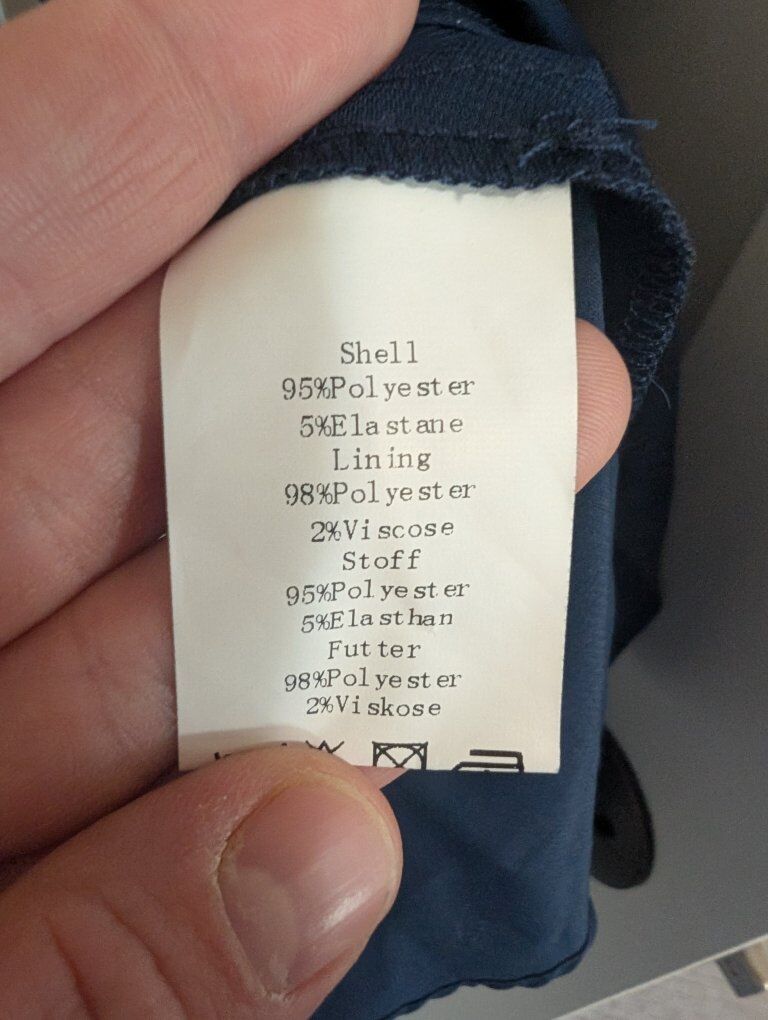 Shell
95%Polyester
5%Elastane
Lining
98%Polyester
2%Viscose
Stoff
95%Polyester
5%Elasthan
Futter
98%Polyester
2%Viskose